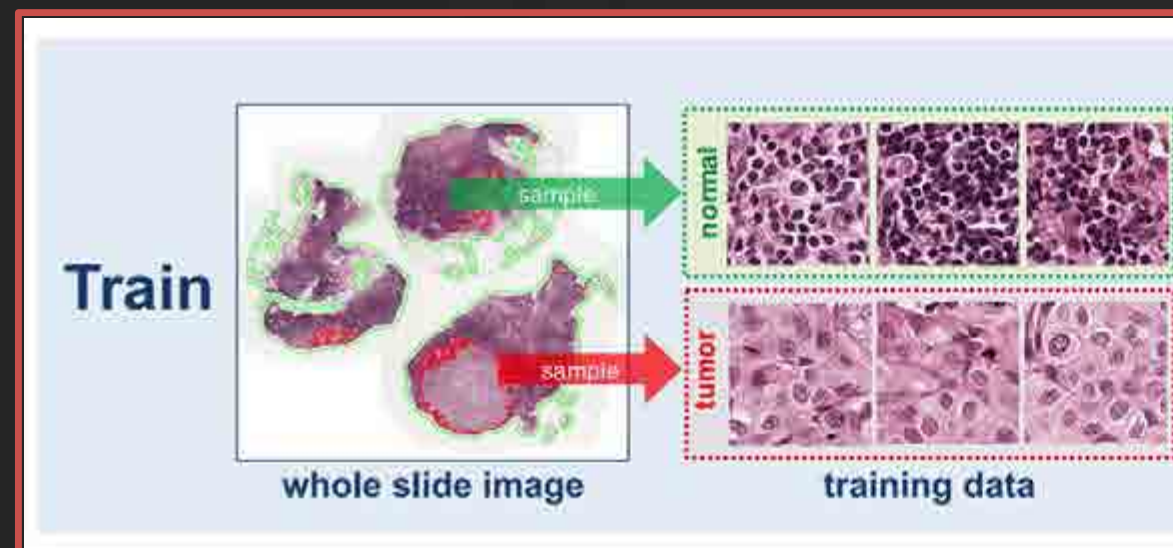 Train
sample
sample
normal
tumor
whole slide image
training data